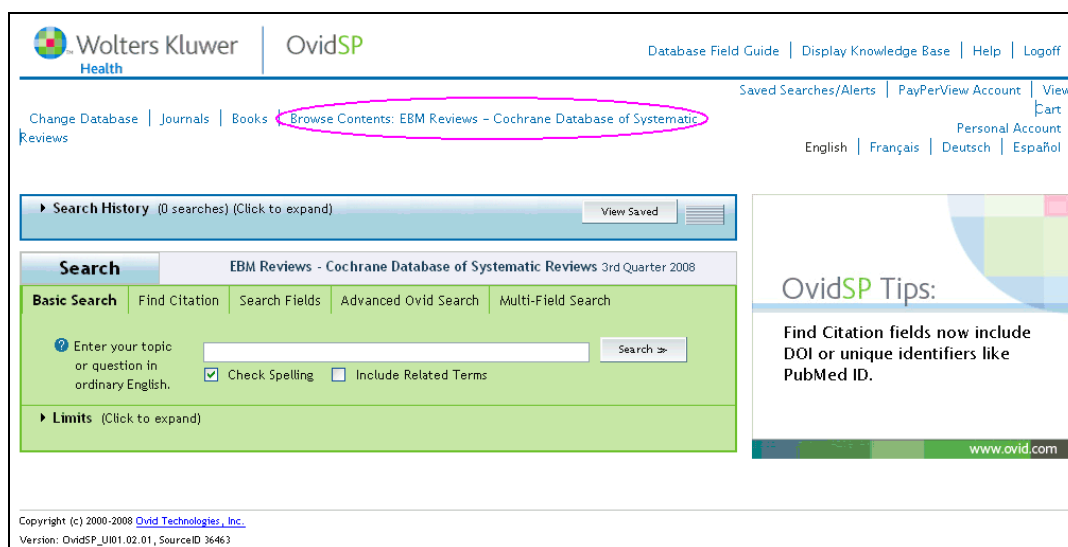 Wolters Kluwer
Health
OvidSP
Database Field Guide | Display Knowledge Base | Help | Logoff
Saved Searches/Alerts | PayPerView Account | View
Cart
Personal Account
English | Français | Deutsch | Español
Change Database | Journals | Books | Browse Contents: EBM Reviews – Cochrane Database of Systematic
Reviews
Search History (0 searches) (Click to expand)
View Saved
Search
EBM Reviews - Cochrane Database of Systematic Reviews 3rd Quarter 2008
Basic Search | Find Citation | Search Fields | Advanced Ovid Search | Multi-Field Search
Enter your topic
or question in
ordinary English.
Search
Check Spelling
Include Related Terms
Limits (Click to expand)
OvidSP Tips:
Find Citation fields now include
DOI or unique identifiers like
PubMed ID.
www.ovid.com
Copyright (c) 2000-2008 Ovid Technologies, Inc.
Version: OvidSP_UI01.02.01, SourceID 36463